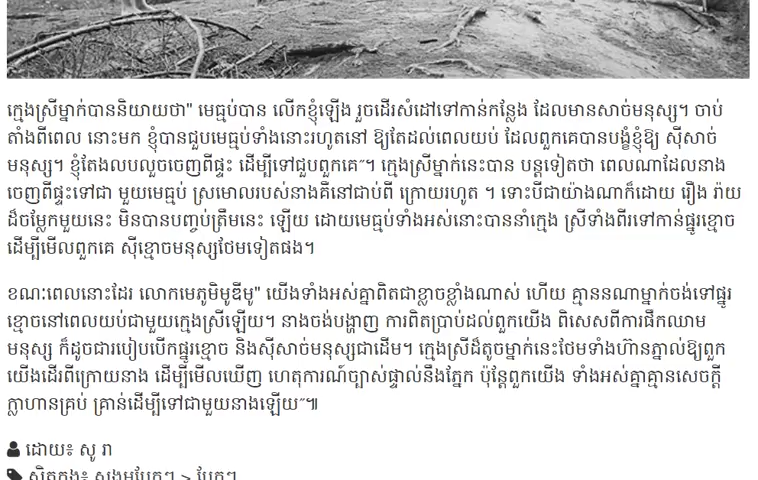 ក្មេងស្រីម្នាក់បាននិយាយថា" មេធ្មប់បាន លើកខ្ញុំឡើង រួចដើរសំដៅទៅកាន់កន្លែង ដែលមានសាច់មនុស្ស។ ចាប់
តាំងពីពេល នោះមក ខ្ញុំបានជួបមេធ្មប់ទាំងនោះរហូតនៅ ឱ្យតែដល់ពេលយប់ ដែលពួកគេបានបង្ខំខ្ញុំឱ្យ ស៊ីសាច់
មនុស្ស។ ខ្ញុំតែងលបលួចចេញពីផ្ទះ ដើម្បីទៅជួបពួកគេ"។ ក្មេងស្រីម្នាក់នេះបាន បន្តទៀតថា ពេលណាដែលនាង
ចេញពីផ្ទះទៅជា មួយមេធ្មប់ ស្រមោលរបស់នាងគឺនៅជាប់ពី ក្រោយរហូត ។ ទោះបីជាយ៉ាងណាក៏ដោយ រឿង រ៉ាយ
ដ៏ចម្លែកមួយនេះ មិនបានបញ្ចប់ត្រឹមនេះ ឡើយ ដោយមេធ្មប់ទាំងអស់នោះបាននាំក្មេង ស្រីទាំងពីរទៅកាន់ផ្នូរខ្មោច
ដើម្បីមើលពួកគេ ស៊ីខ្មោចមនុស្សថែមទៀតផង។
ខណៈពេលនោះដែរ លោកមេភូមិមូឌីមូ" យើងទាំងអស់គ្នាពិតជាខ្លាចខ្លាំងណាស់ ហើយ គ្មាននណាម្នាក់ចង់ទៅផ្នូរ
ខ្មោចនៅពេលយប់ជាមួយក្មេងស្រីឡើយ។ នាងចង់បង្ហាញ ការពិតប្រាប់ដល់ពួកយើង ពិសេសពីការផឹកឈាម
មនុស្ស ក៏ដូចជារបៀបបើកផ្នូរខ្មោច និងស៊ីសាច់មនុស្សជាដើម។ ក្មេងស្រីដ៏តូចម្នាក់នេះថែមទាំងហ៊ានភ្នាល់ឱ្យពួក
យើងដើរពីក្រោយនាង ដើម្បីមើលឃើញ ហេតុការណ៍ច្បាស់ផ្ទាល់នឹងភ្នែក ប៉ុន្តែពួកយើង ទាំងអស់គ្នាគ្មានសេចក្ដី
ក្លាហានគ្រប់ គ្រាន់ដើម្បីទៅជាមួយនាងឡើយ"៕
ដោយ៖ សូ រា
ស្ថិតក្នុង៖ សង្គមប្លែកៗ > ប្លែកៗ